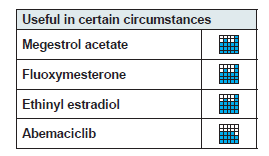 Useful in certain circumstances
Megestrol acetate
Fluoxymesterone
Ethinyl estradiol
Abemaciclib